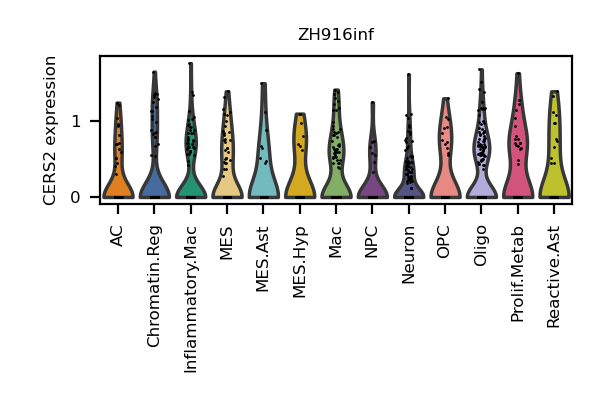 ZH916inf
CERS2 expression
1
0
AC
Chromatin.Reg
Inflammatory.Mac
MES
MES.Ast
MES.Hyp
Mac
NPC
Neuron
OPC
Oligo
Prolif.Metab
Reactive.Ast